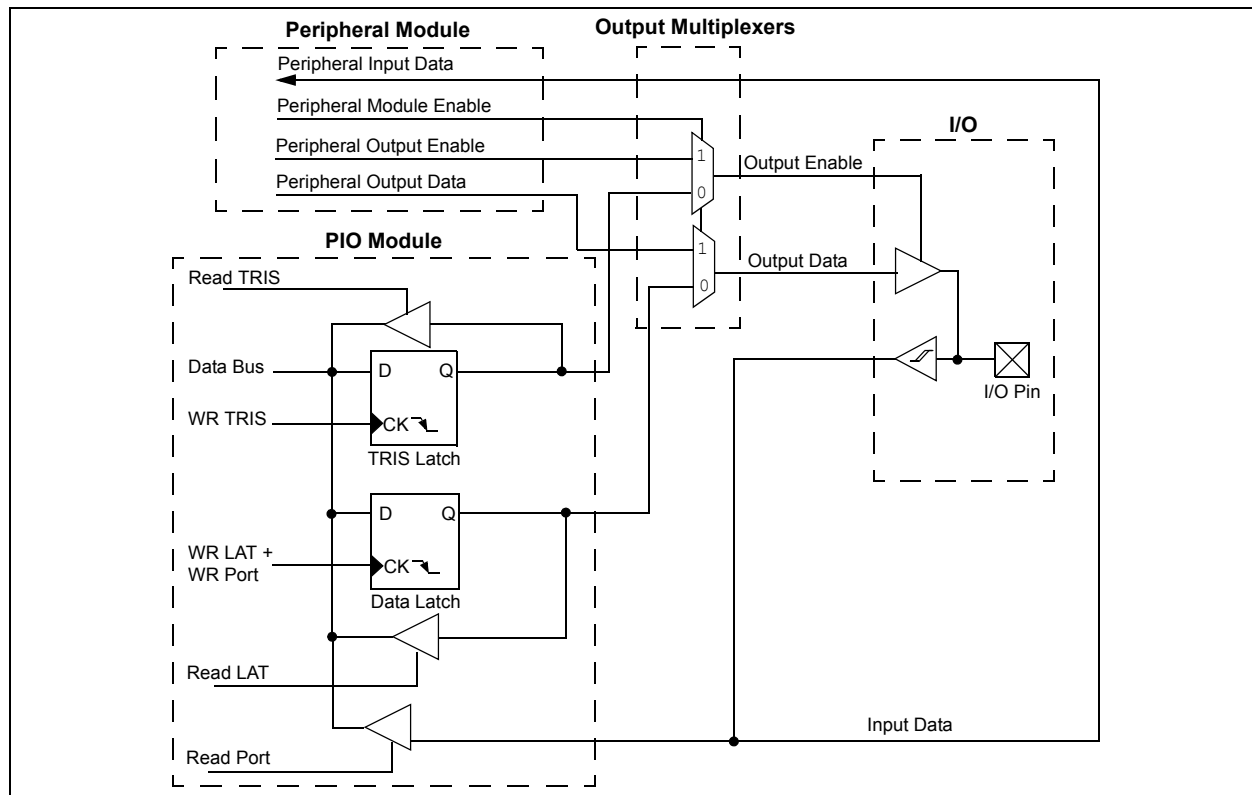 Peripheral Module
Output Multiplexers
Peripheral Input Data
Peripheral Module Enable
I/O
Peripheral Output Enable
1
Output Enable
Peripheral Output Data
0
PIO Module
1
Output Data
Read TRIS
0
Data Bus
D
Q
I/O Pin
WR TRIS
CK
TRIS Latch
D
Q
WR LAT +
WR Port
CK
Data Latch
Read LAT
Input Data
Read Port